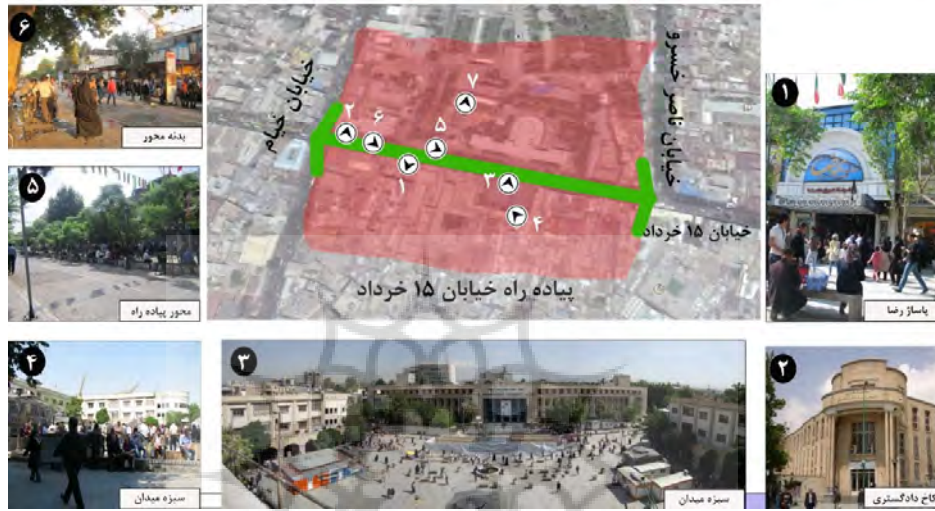 ۶
بدنه محور
۵
محور پیاده راه
۴
سبزه میدان
خیابان خیام
خیابان ناصر خسرو
۷
۲
۶
۵
۱
۳
۴
خیابان ۱۵ خرداد
پیاده راه خیابان ۱۵ خرداد
۱
پاساژ رضا
۳
سبزه میدان
۲
کاخ دادگستری